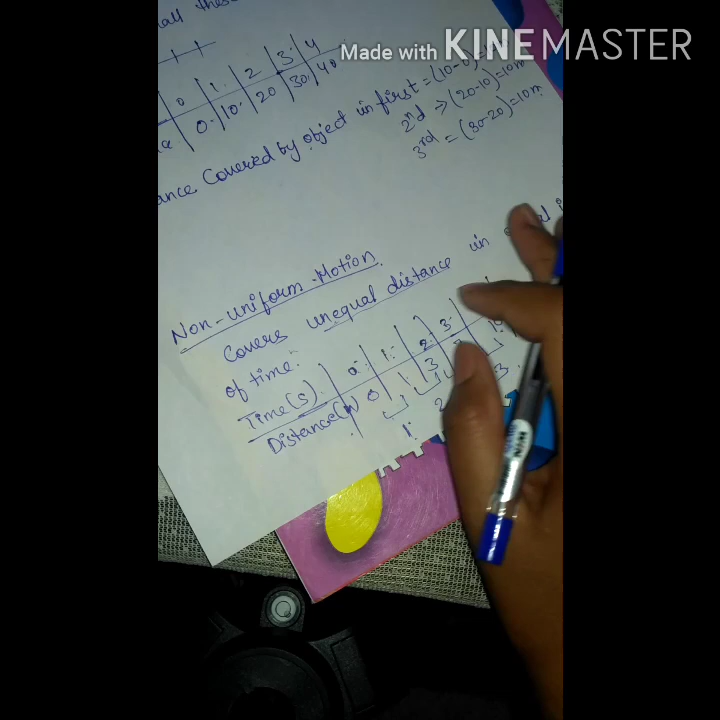 Made with KINEMASTER
all these
0 1 2 3 4
0 10 20 30 40
ance Covered by object in first = (10-0) =
2nd => (20-10) = 10m
3rd = (30-20) = 10m
Non-uniform Motion
Covers unequal distance in
of time:
Time(s) 0 1 2 3
Distance( 0 1 3
1 2 3